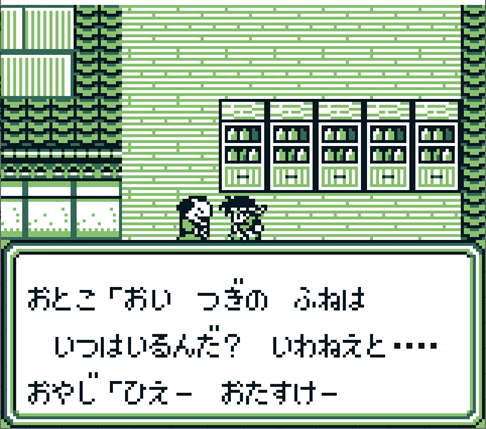 おとこ「おい　つぎの　ふねは
いつはいるんだ?　いわねえと‥‥
おやじ「ひえー　おたすけー